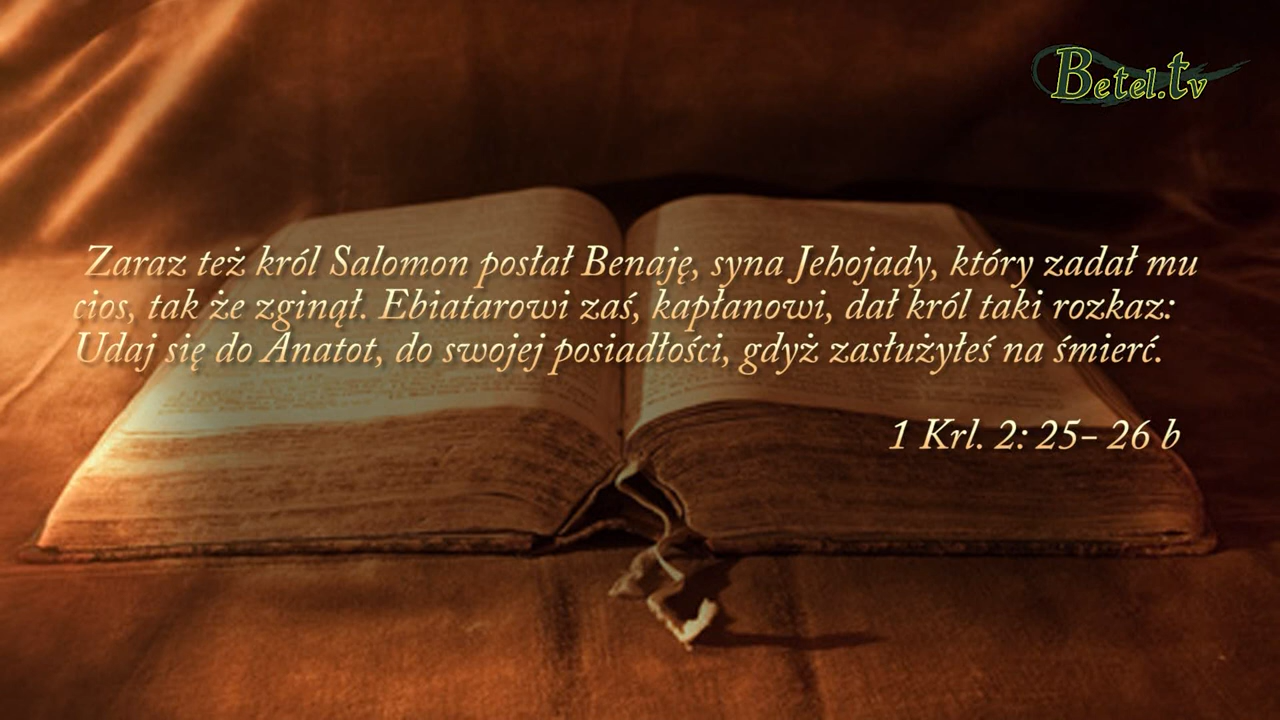 Betel.tv
Zaraz też król Salomon posłał Benaję, syna Jehojady, który zadał mu
cios, tak że zginął. Ebiatarowi zaś, kapłanowi, dał król taki rozkaz:
Udaj się do Anatot, do swojej posiadłości, gdyż zasłużyłeś na śmierć.
1 Krl. 2: 25- 26 b